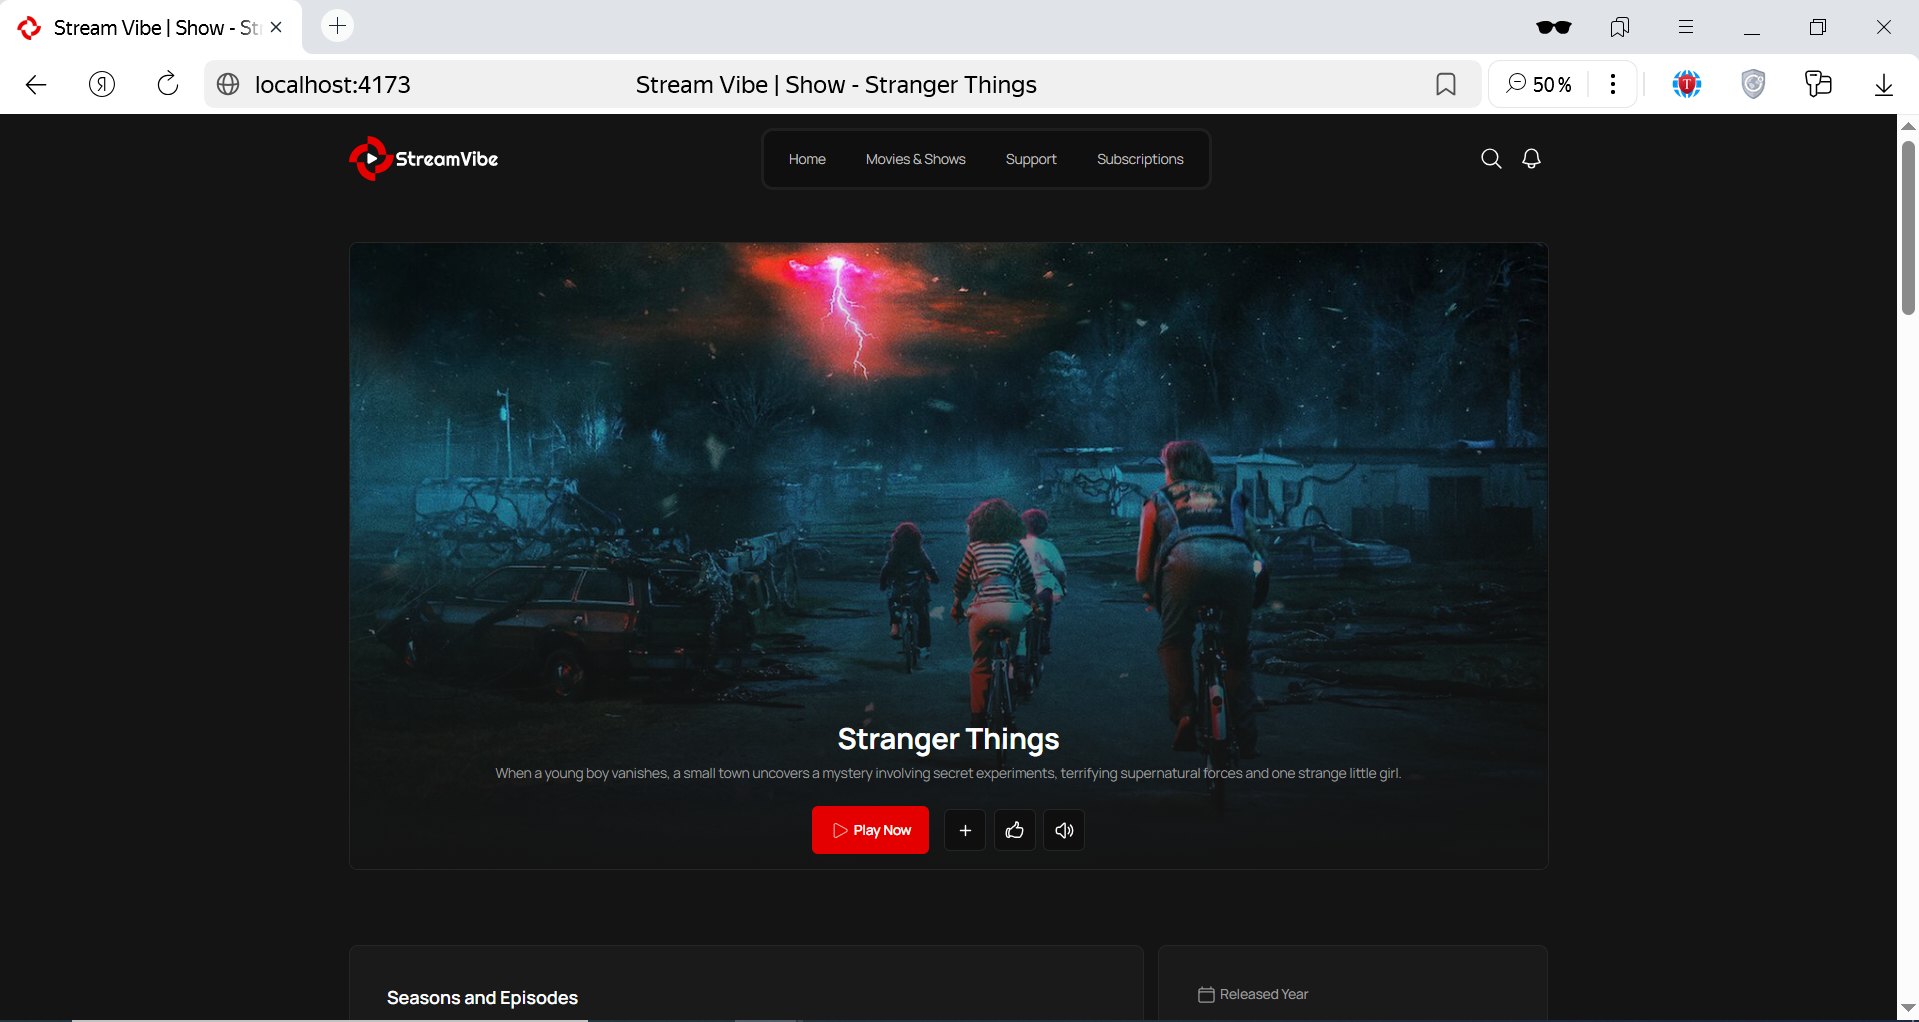 Stream Vibe | Show - St
localhost:4173
Stream Vibe | Show - Stranger Things
50 %
StreamVibe
Home
Movies & Shows
Support
Subscriptions
Stranger Things
When a young boy vanishes, a small town uncovers a mystery involving secret experiments, terrifying supernatural forces and one strange little girl.
Play Now
Seasons and Episodes
Released Year